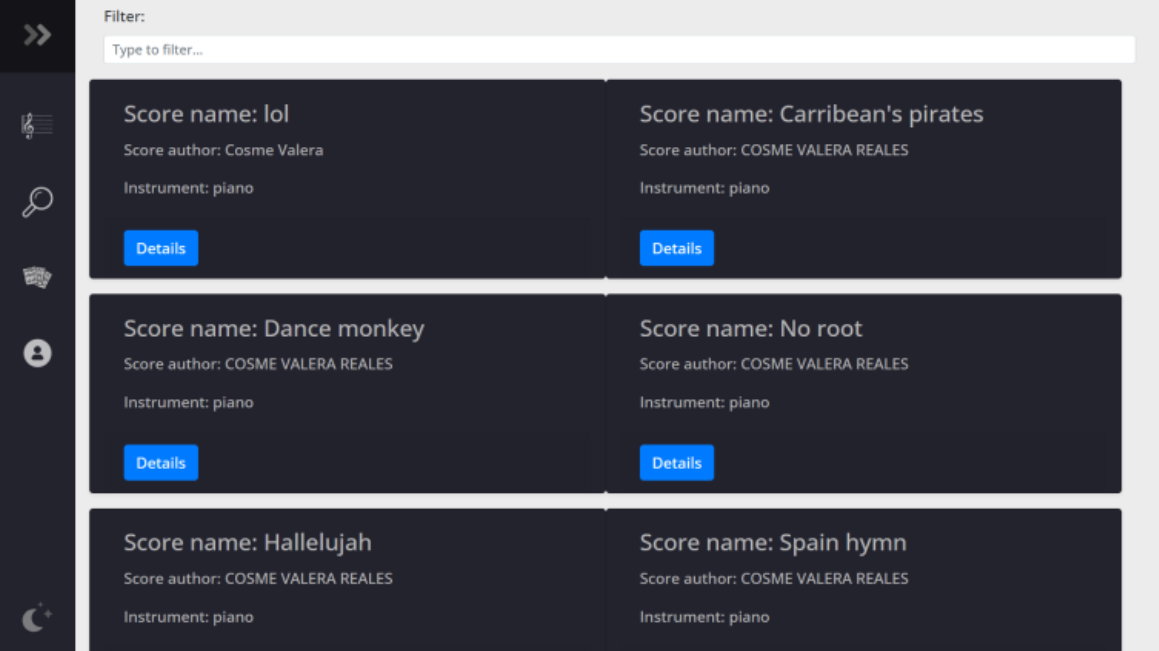 Filter:
Type to filter...
Score name: lol
Score author: Cosme Valera
Instrument: piano
Details
Score name: Carribean's pirates
Score author: COSME VALERA REALES
Instrument: piano
Details
Score name: Dance monkey
Score author: COSME VALERA REALES
Instrument: piano
Details
Score name: No root
Score author: COSME VALERA REALES
Instrument: piano
Details
Score name: Hallelujah
Score author: COSME VALERA REALES
Instrument: piano
Score name: Spain hymn
Score author: COSME VALERA REALES
Instrument: piano